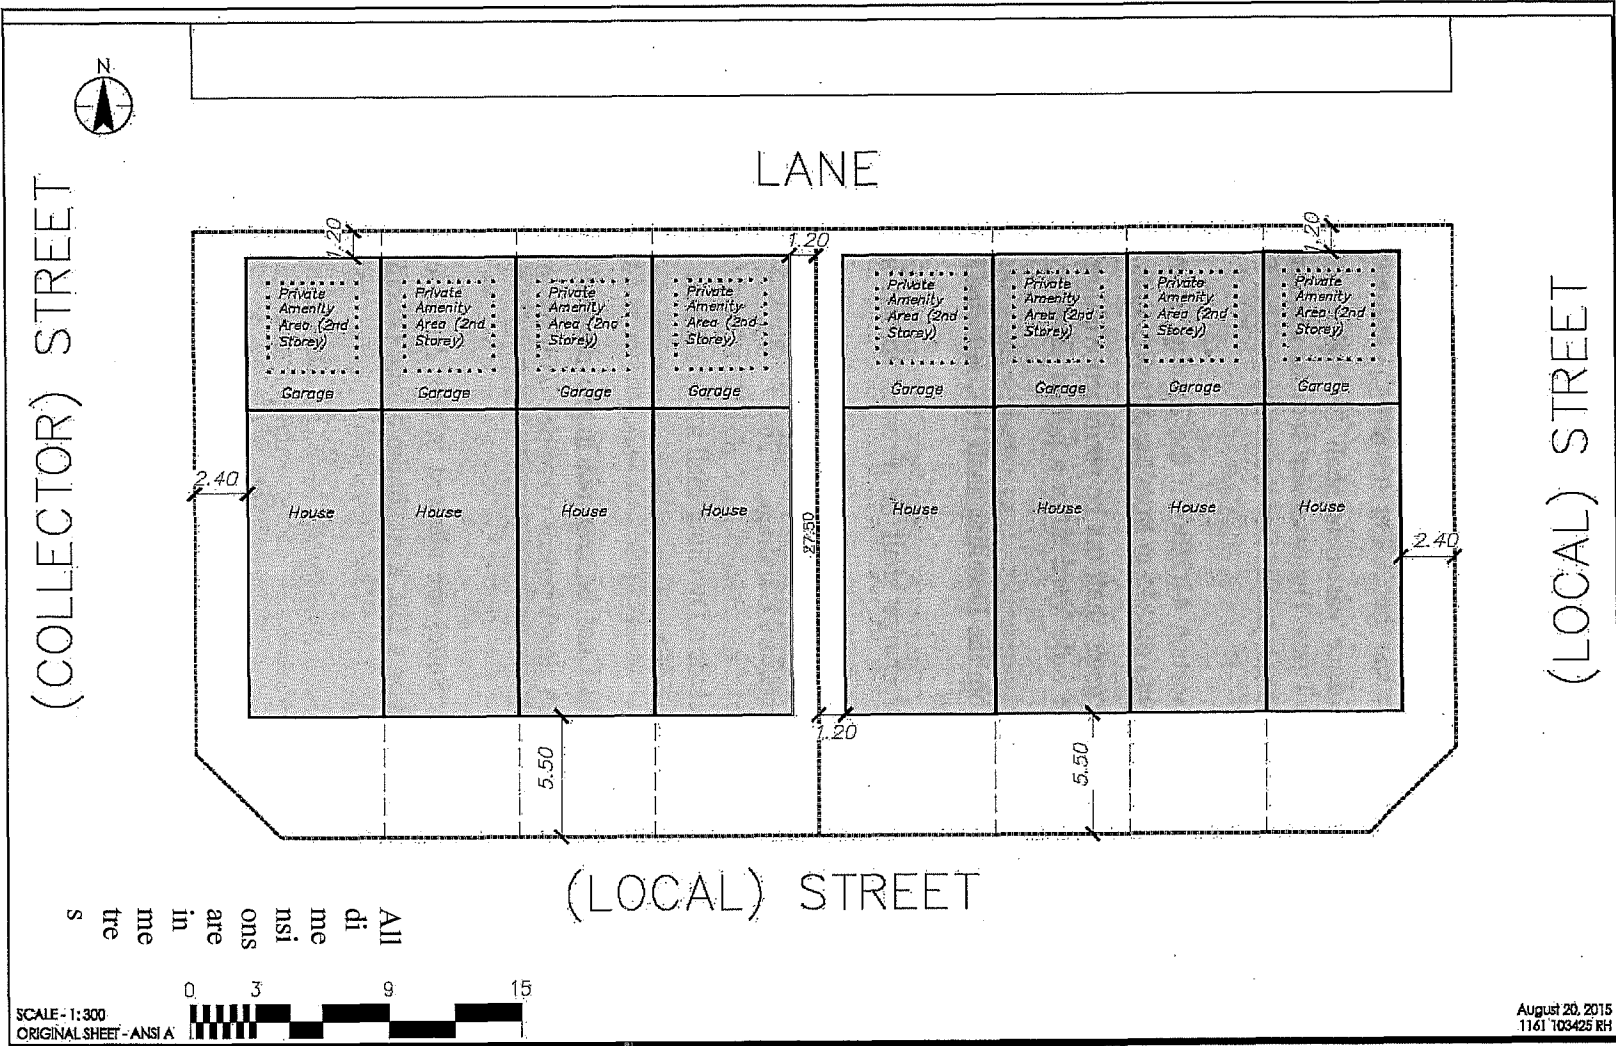 N
LANE
(COLLECTOR) STREET
(LOCAL) STREET
1.20
1.20
1.20
Private
Amenity
Area (2nd
Storey)
Garage
Private
Amenity
Area (2nd
Storey)
Garage
Private
Amenity
Area (2nd
Storey)
Garage
Private
Amenity
Area (2nd
Storey)
Garage
Private
Amenity
Area (2nd
Storey)
Garage
Private
Amenity
Area (2nd
Storey)
Garage
Private
Amenity
Area (2nd
Storey)
Garage
Private
Amenity
Area (2nd
Storey)
Garage
2.40
House
House
House
House
27.50
House
House
House
House
2.40
1.20
5.50
5.50
(LOCAL) STREET
All
di
me
nsi
ons
are
in
me
tre
s
0 3 9 15
SCALE - 1:300
ORIGINAL SHEET - ANSI A
August 20, 2015
1161 103425 RH